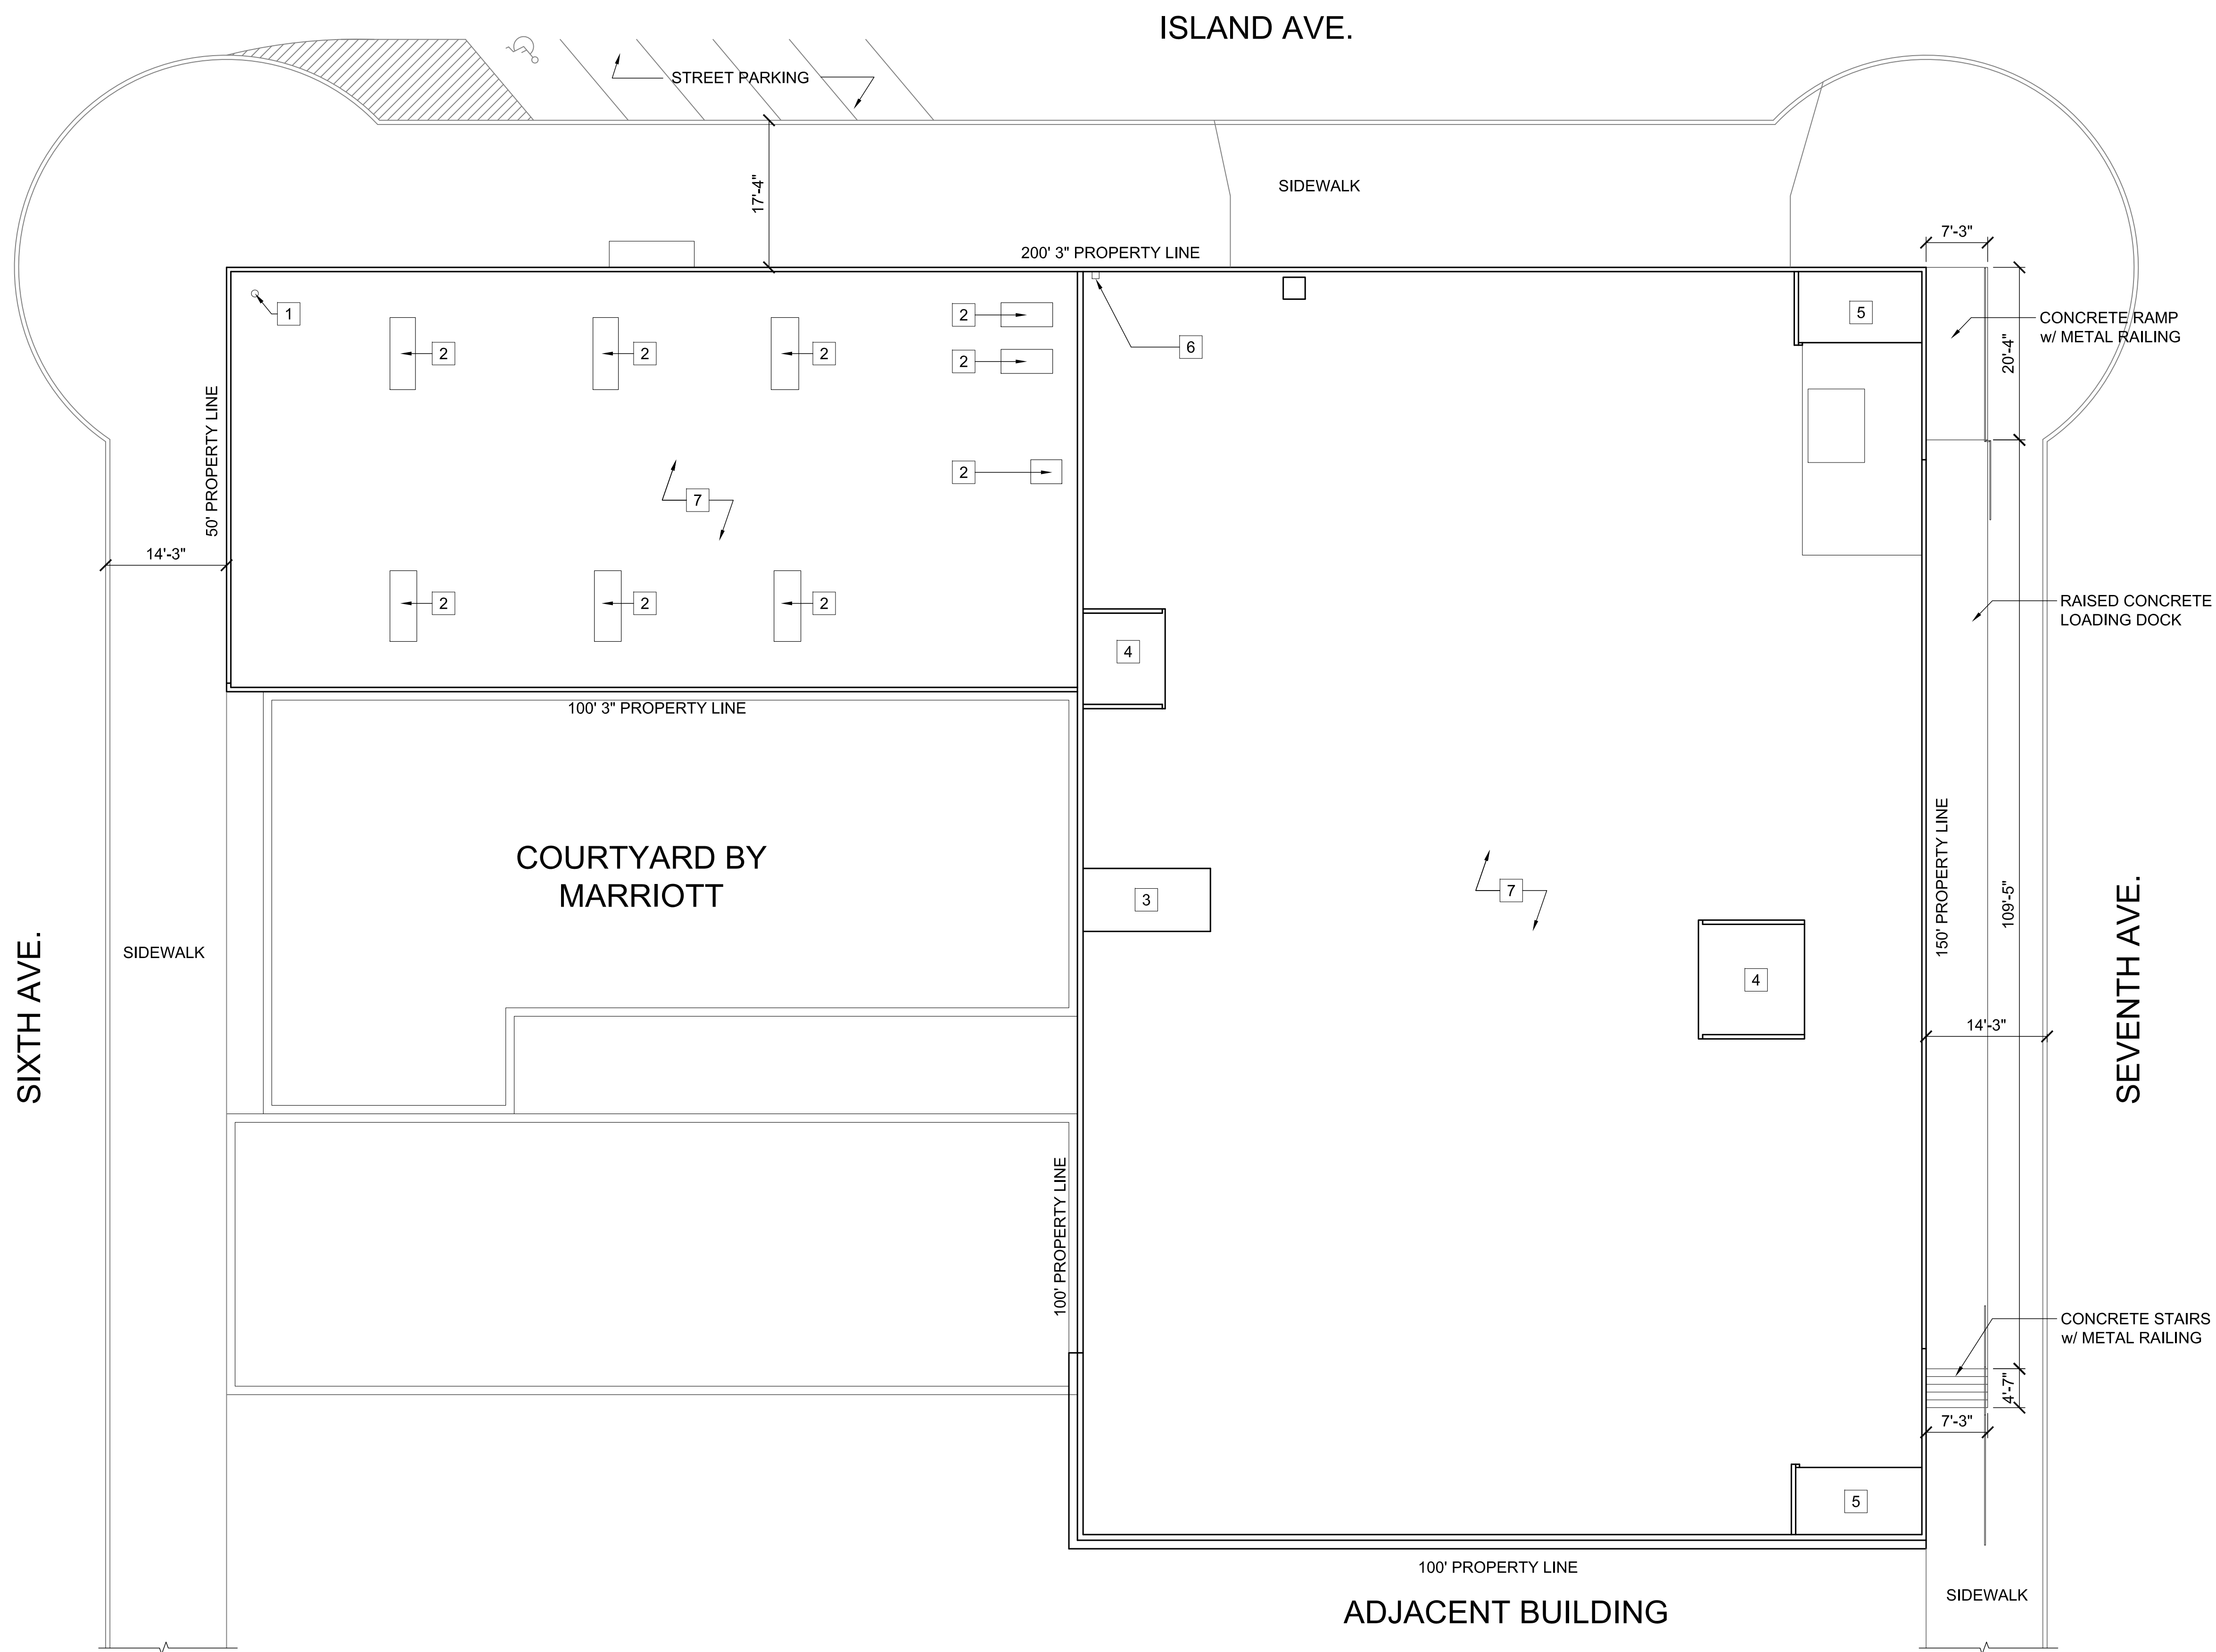 ISLAND AVE.
STREET PARKING
17'-4"
SIDEWALK
200' 3" PROPERTY LINE
7'-3"
1
2
2
2
2
2
6
5
CONCRETE RAMP
w/ METAL RAILING
20'-4"
50' PROPERTY LINE
2
7
14'-3"
2
2
2
4
RAISED CONCRETE
LOADING DOCK
100' 3" PROPERTY LINE
COURTYARD BY
MARRIOTT
3
7
150' PROPERTY LINE
109'-5"
SIXTH AVE.
SIDEWALK
4
14'-3"
SEVENTH AVE.
100' PROPERTY LINE
CONCRETE STAIRS
w/ METAL RAILING
4'-7"
7'-3"
5
100' PROPERTY LINE
ADJACENT BUILDING
SIDEWALK